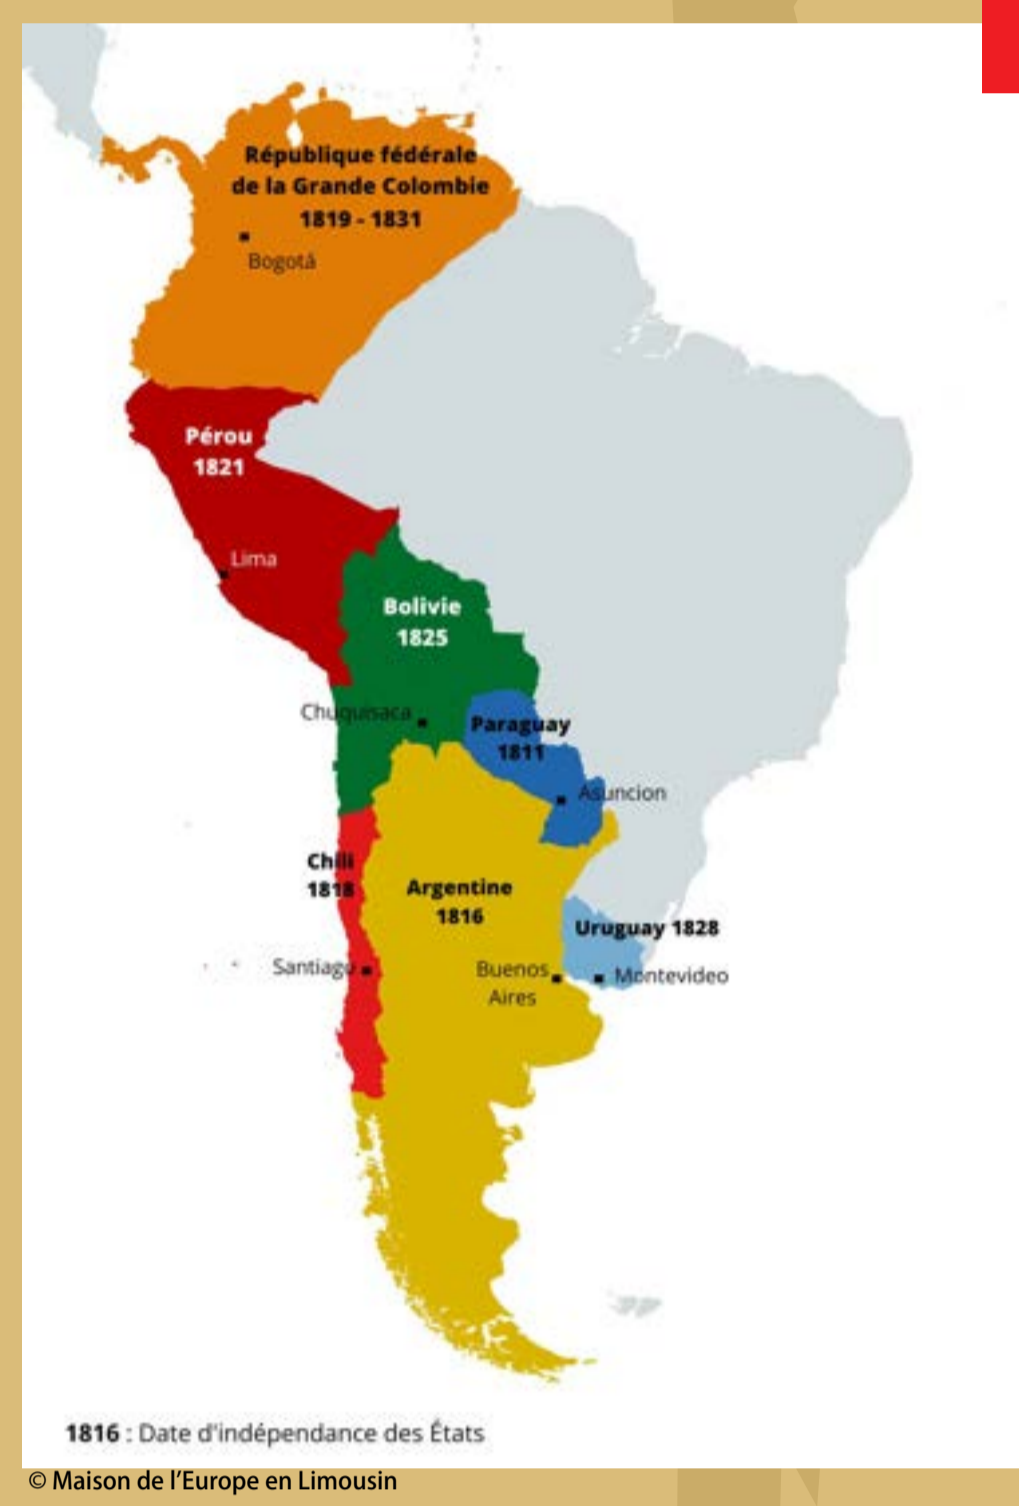 République fédérale
de la Grande Colombie
1819 - 1831
Bogotá
Pérou
1821
Lima
Bolivie
1825
Chuquisaca
Paraguay
1811
Asuncion
Chili
1818
Argentine
1816
Uruguay 1828
Santiago
Buenos
Aires
Montevideo
1816 : Date d'indépendance des États
© Maison de l'Europe en Limousin